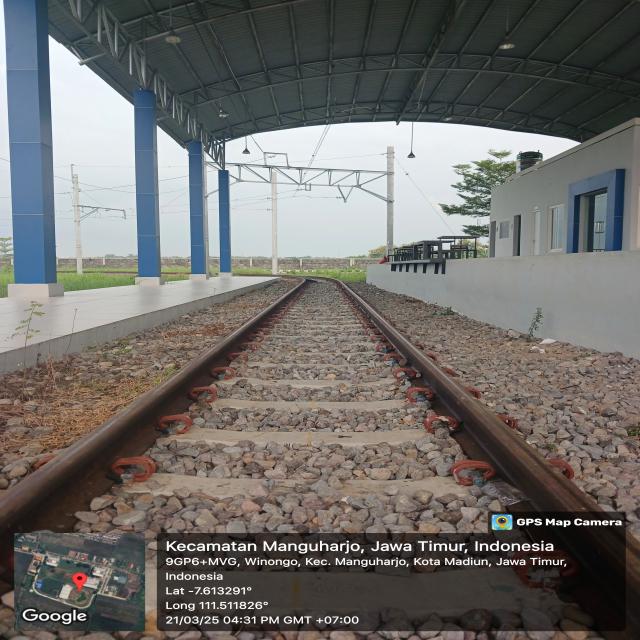 GPS Map Camera
Kecamatan Manguharjo, Jawa Timur, Indonesia
9GP6+MVG, Winongo, Kec. Manguharjo, Kota Madiun, Jawa Timur,
Indonesia
Lat -7.613291°
Long 111.511826°
21/03/25 04:31 PM GMT +07:00
Google